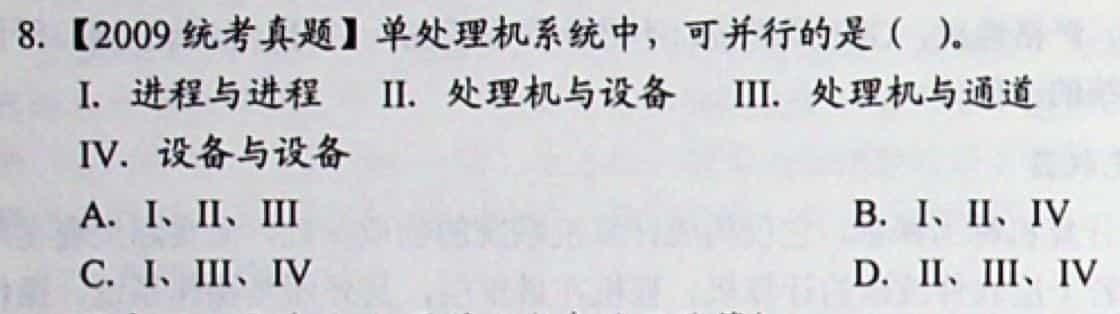 8.【2009 统考真题】单处理机系统中，可并行的是（  ）。
I. 进程与进程  II. 处理机与设备  III. 处理机与通道
IV. 设备与设备
A. I、II、III  B. I、II、IV
C. I、III、IV  D. II、III、IV